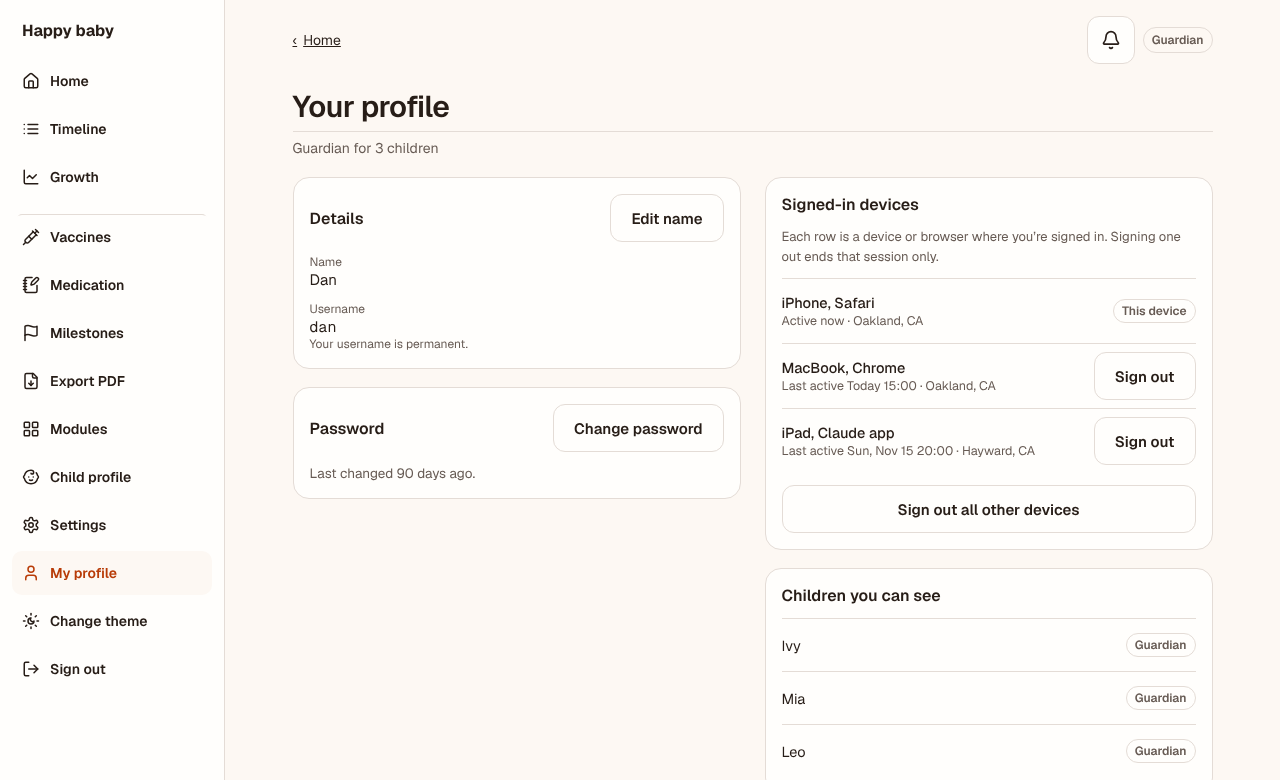 Happy baby
Home
Timeline
Growth
Vaccines
Medication
Milestones
Export PDF
Modules
Child profile
Settings
My profile
Change theme
Sign out
‹ Home
Guardian
Your profile
Guardian for 3 children
Details
Edit name
Name
Dan
Username
dan
Your username is permanent.
Password
Change password
Last changed 90 days ago.
Signed-in devices
Each row is a device or browser where you're signed in. Signing one
out ends that session only.
iPhone, Safari
Active now · Oakland, CA
This device
MacBook, Chrome
Last active Today 15:00 · Oakland, CA
Sign out
iPad, Claude app
Last active Sun, Nov 15 20:00 · Hayward, CA
Sign out
Sign out all other devices
Children you can see
Ivy
Guardian
Mia
Guardian
Leo
Guardian